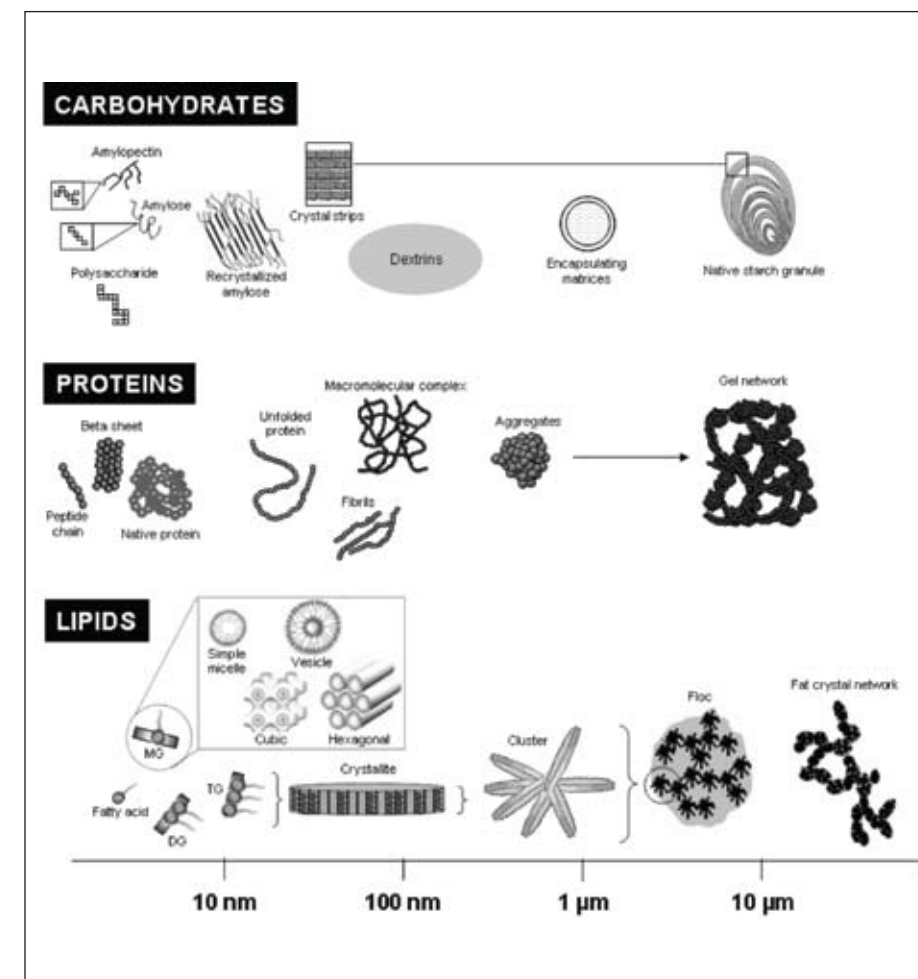 CARBOHYDRATES
Amylopectin
Amylose
Polysaccharide
Recrystallized
amylose
Crystal strips
Dextrins
Encapsulating
matrices
Native starch granule
PROTEINS
Beta sheet
Peptide
chain
Native protein
Unfolded
protein
Macromolecular complex
Fibrils
Aggregates
Gel network
LIPIDS
Simple
micelle
Vesicle
Cubic
Hexagonal
MG
Fatty acid
DG
TG
Crystallite
Cluster
Floc
Fat crystal network
10 nm
100 nm
1 µm
10 µm